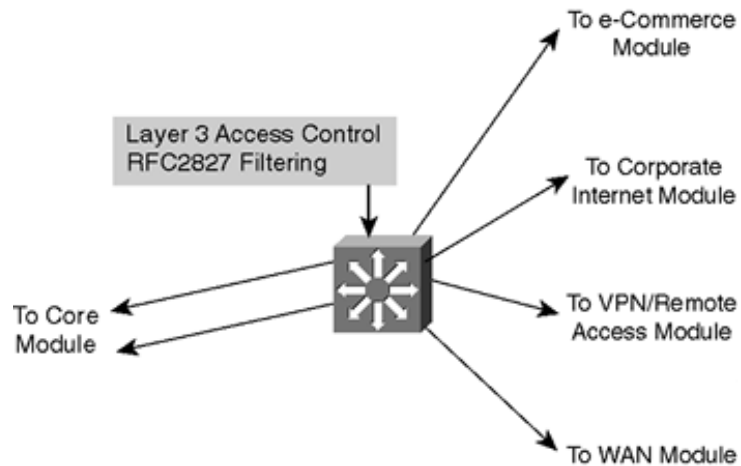 To e-Commerce
Module
Layer 3 Access Control
RFC2827 Filtering
To Corporate
Internet Module
To Core
Module
To VPN/Remote
Access Module
To WAN Module